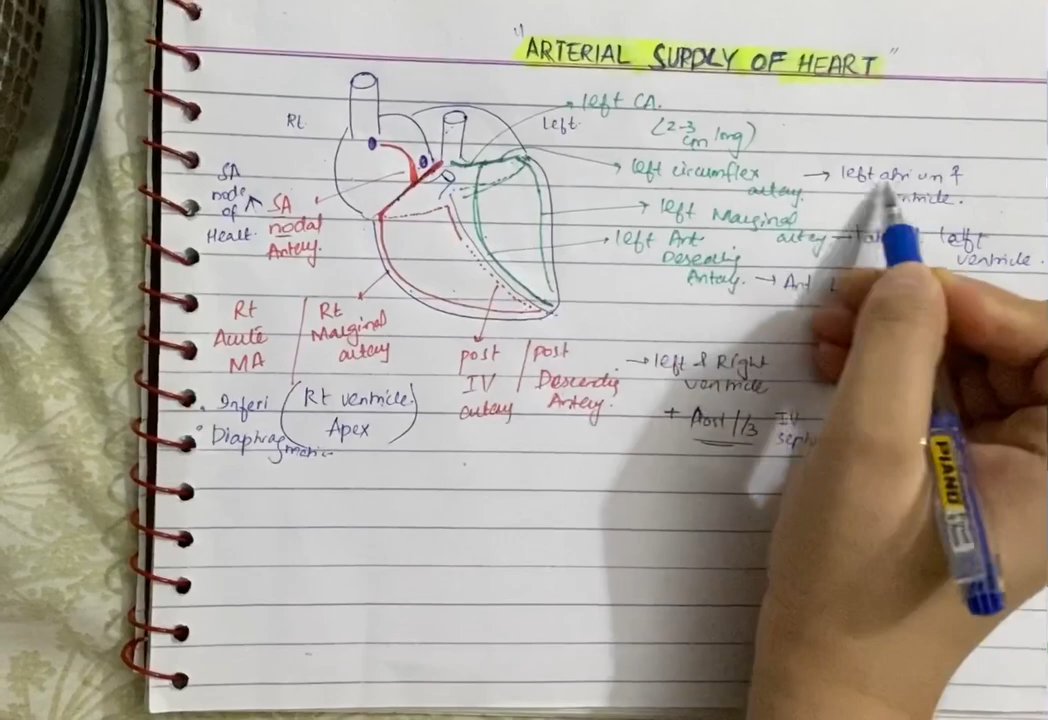 "ARTERIAL SUPPLY OF HEART"
left CA.
(2-3 cm long)
Rt
left.
left circumflex artery. → left atrium &
left Marginal artery → left ventricle.
left Ant Descending Artery. → Ant
SA node of Heart.
SA nodal Artery.
Rt Acute MA
Rt Marginal artery
post IV artery
post Descending Artery.
→ left & Right ventricle
+ Post 1/3 IV
(Rt ventricle. Apex)
• Inferi
• Diaphragmatic
PIANO